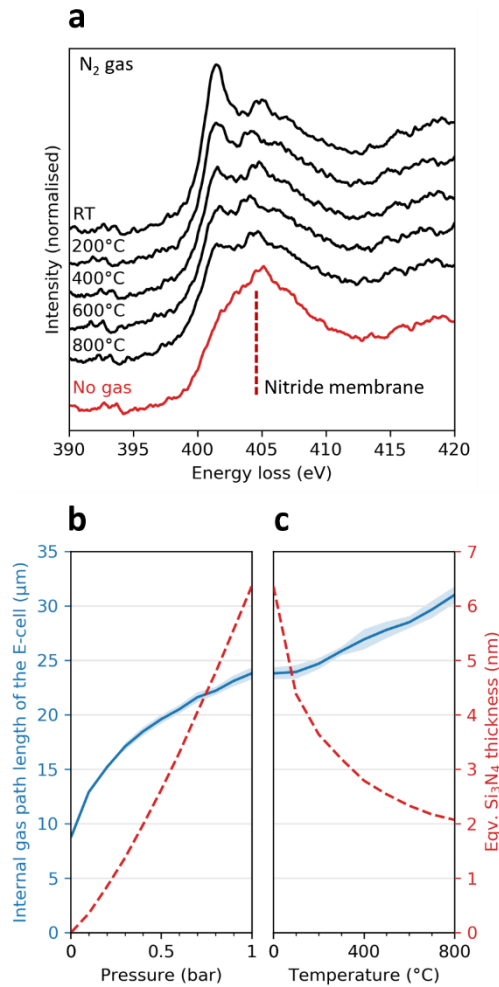 a
N₂ gas
RT
200°C
400°C
600°C
800°C
No gas
Nitride membrane
Intensity (normalised)
390 395 400 405 410 415 420
Energy loss (eV)
b
c
Internal gas path length of the E-cell (µm)
35
30
25
20
15
10
0
7
6
5
4
3
2
1
0
Eqv. Si₃N₄ thickness (nm)
0 0.5 1
Pressure (bar)
0 400 800
Temperature (°C)